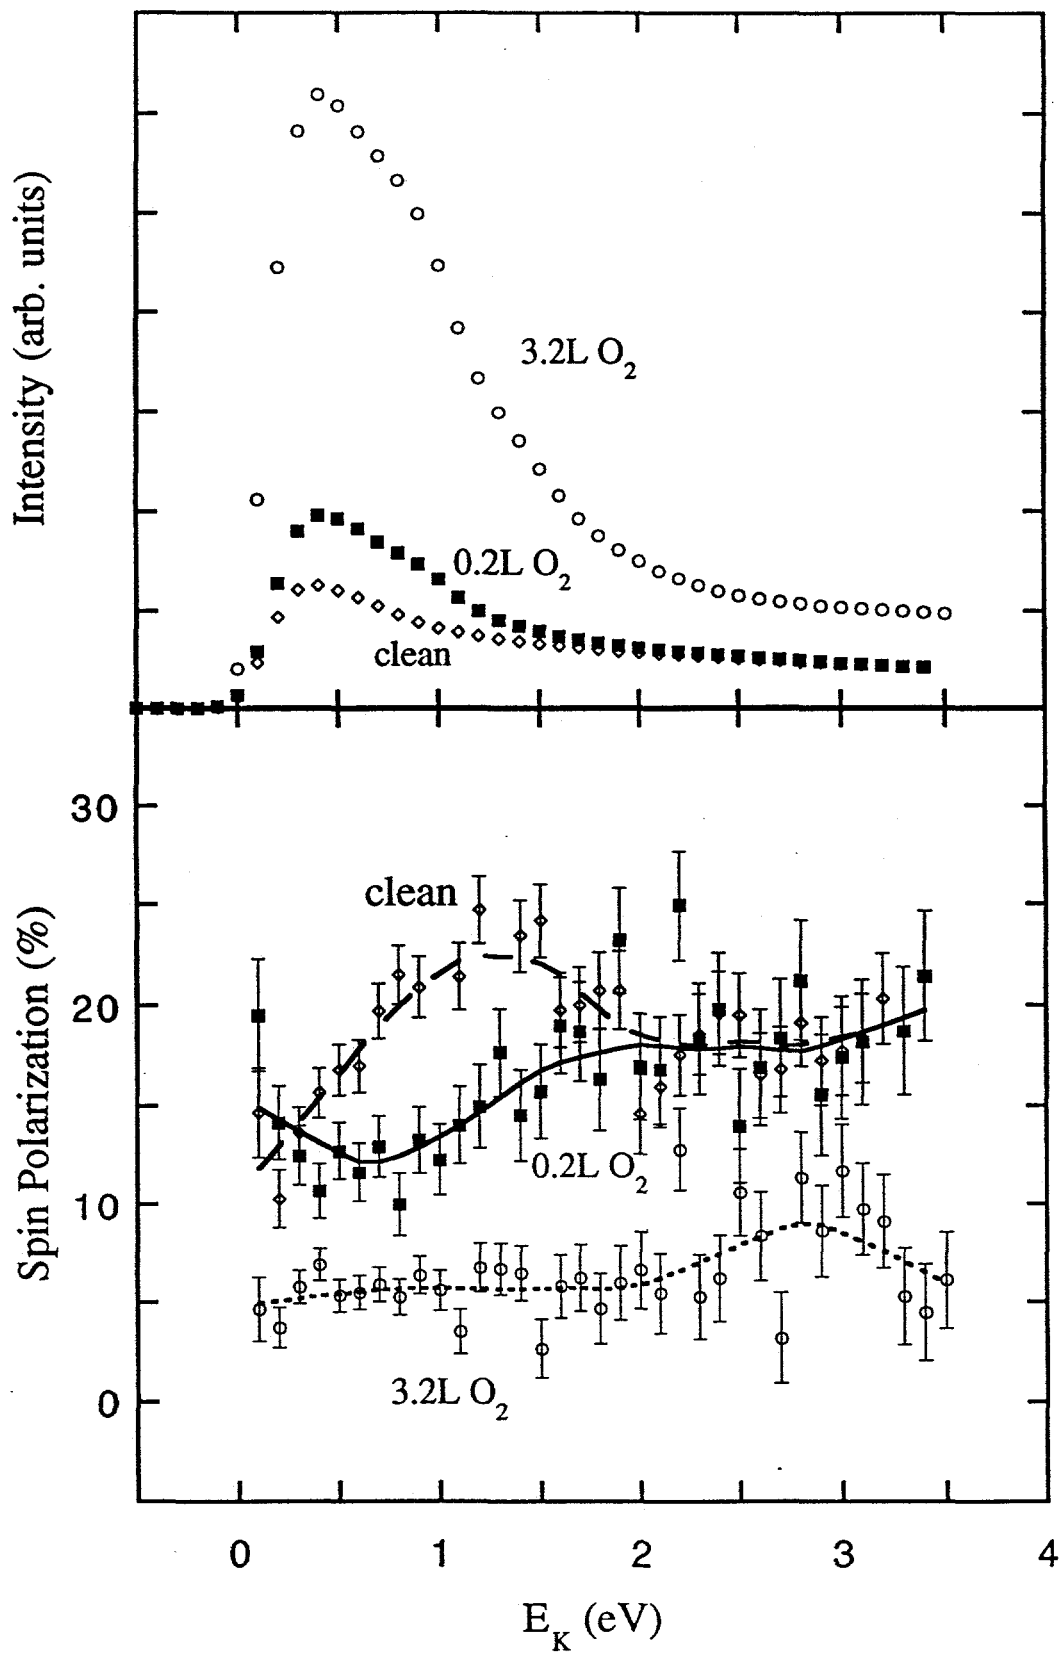 Intensity (arb. units)
3.2L O2
0.2L O2
clean
Spin Polarization (%)
30
20
10
0
clean
0.2L O2
3.2L O2
0 1 2 3 4
EK (eV)